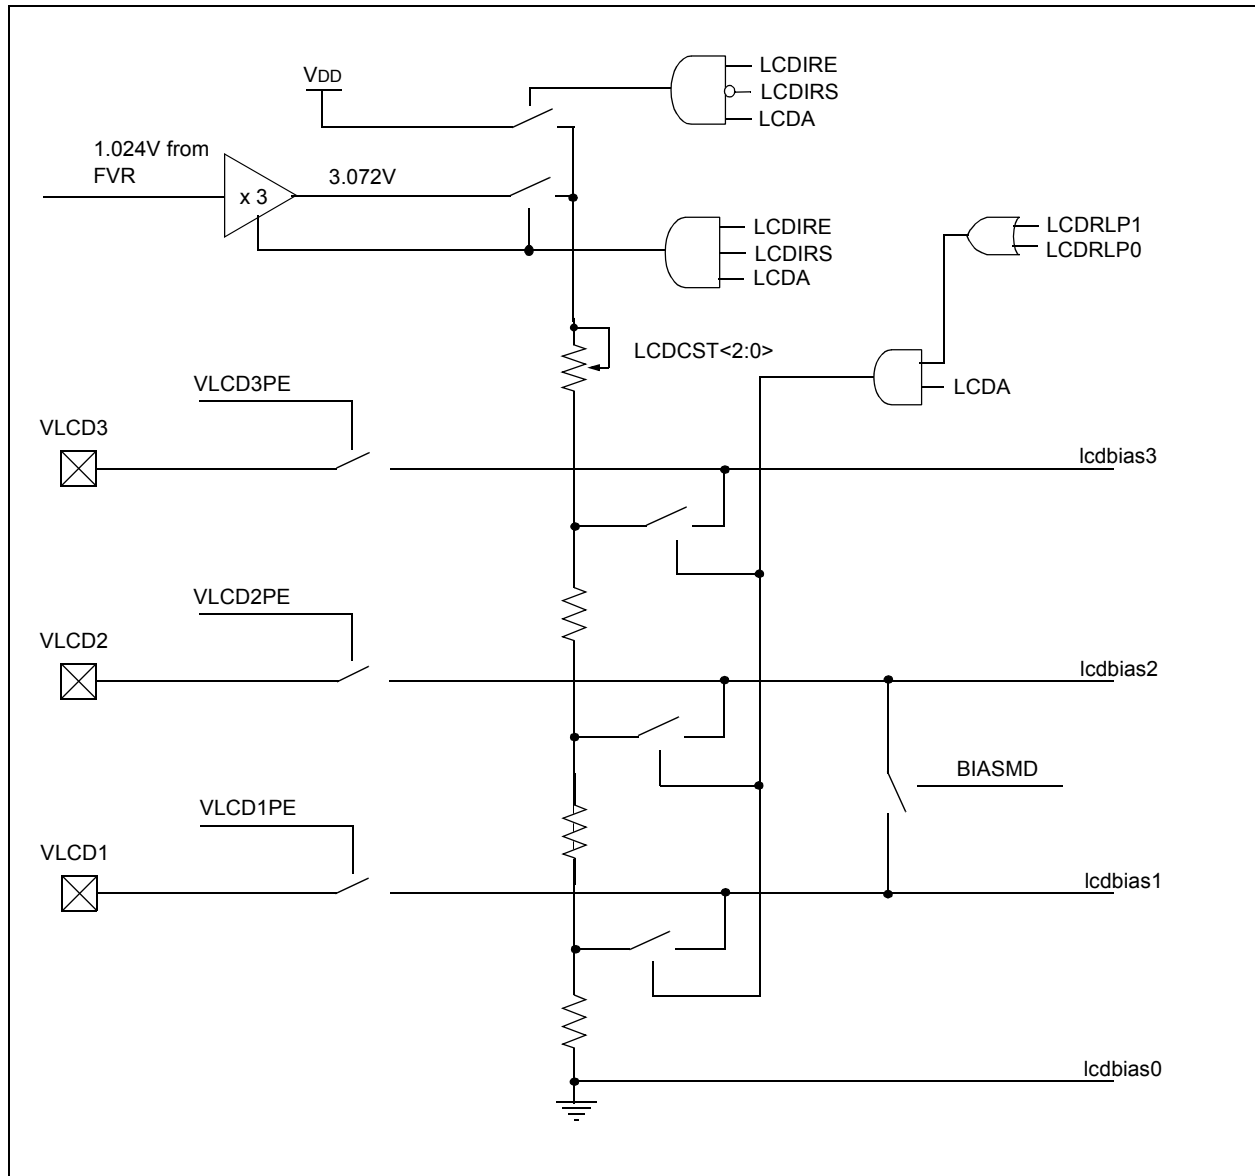 VDD
LCDIRE
LCDIRS
LCDA
1.024V from
FVR
x 3
3.072V
LCDIRE
LCDIRS
LCDA
LCDRLP1
LCDRLP0
LCDCST<2:0>
LCDA
VLCD3PE
VLCD3
lcdbias3
VLCD2PE
VLCD2
lcdbias2
BIASMD
VLCD1PE
VLCD1
lcdbias1
lcdbias0